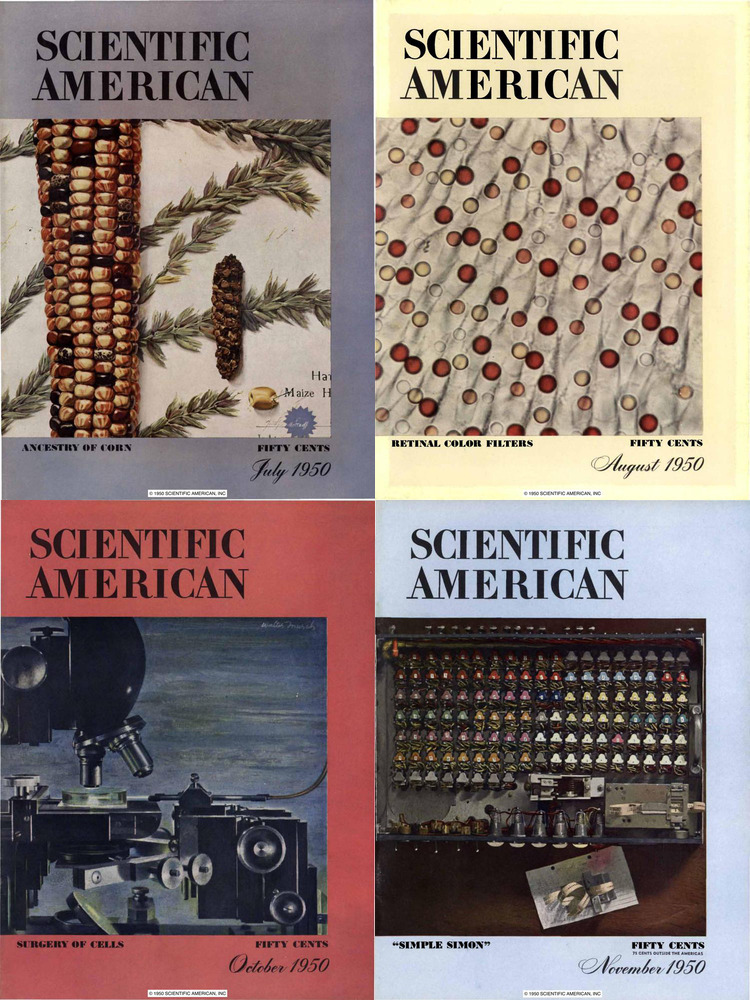 SCIENTIFIC
AMERICAN
Maize H
ANCESTRY OF CORN
FIFTY CENTS
July 1950
© 1950 SCIENTIFIC AMERICAN, INC
SCIENTIFIC
AMERICAN
RETINAL COLOR FILTERS
FIFTY CENTS
August 1950
© 1950 SCIENTIFIC AMERICAN, INC
SCIENTIFIC
AMERICAN
SURGERY OF CELLS
FIFTY CENTS
October 1950
© 1950 SCIENTIFIC AMERICAN, INC
SCIENTIFIC
AMERICAN
"SIMPLE SIMON"
FIFTY CENTS
75 CENTS OUTSIDE THE AMERICAS
November 1950
© 1950 SCIENTIFIC AMERICAN, INC